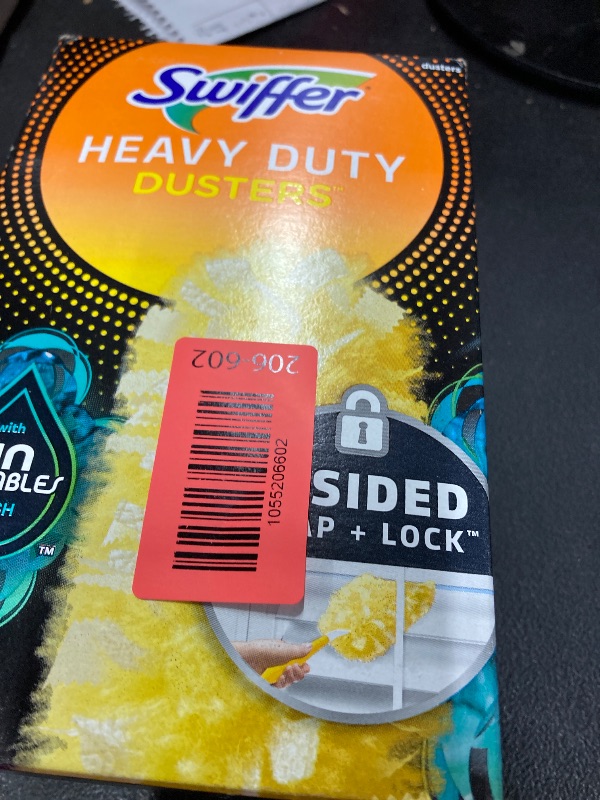 dusters
Swiffer
HEAVY DUTY
DUSTERS™
206-602
1055206602
SIDED
AP + LOCK™
with
TM